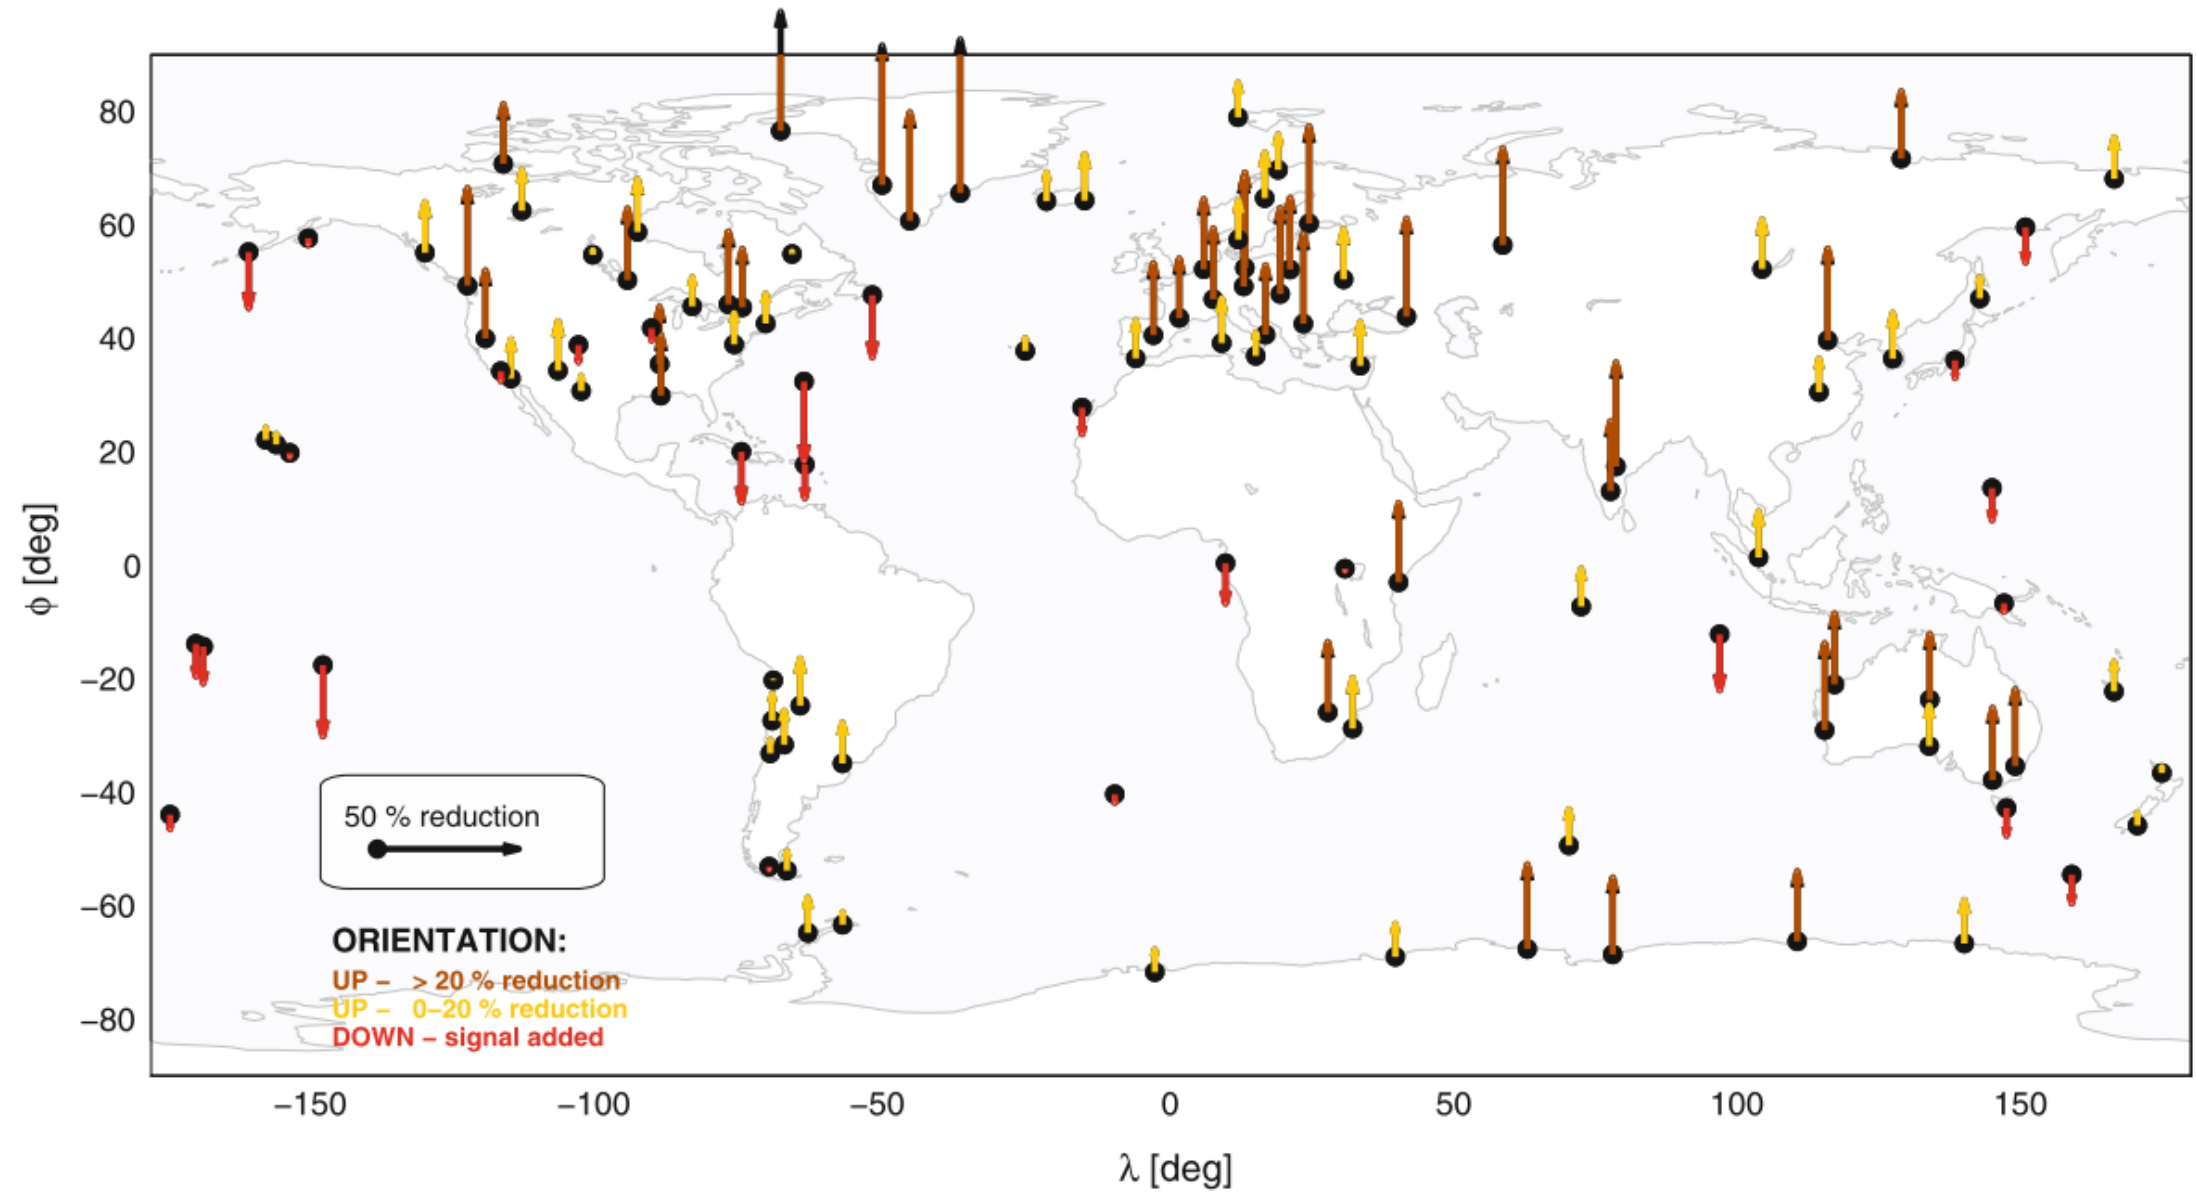 80
60
40
20
0
−20
−40
−60
−80
ϕ [deg]
50 % reduction
ORIENTATION:
UP − > 20 % reduction
UP − 0−20 % reduction
DOWN − signal added
−150 −100 −50 0 50 100 150
λ [deg]